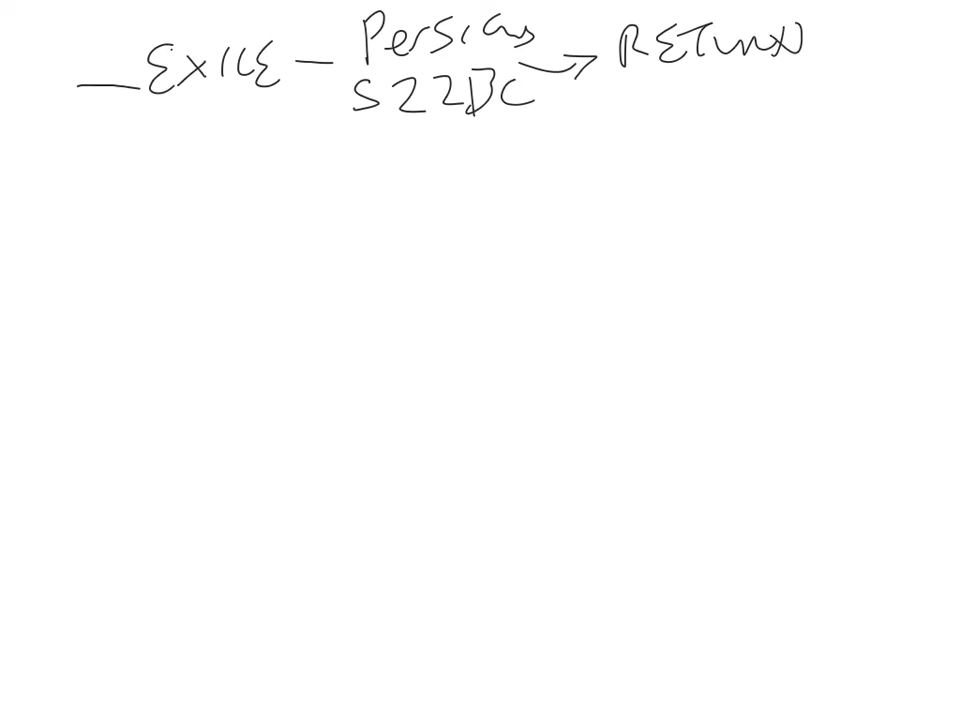 EXILE — Persians → RETURN
522BC